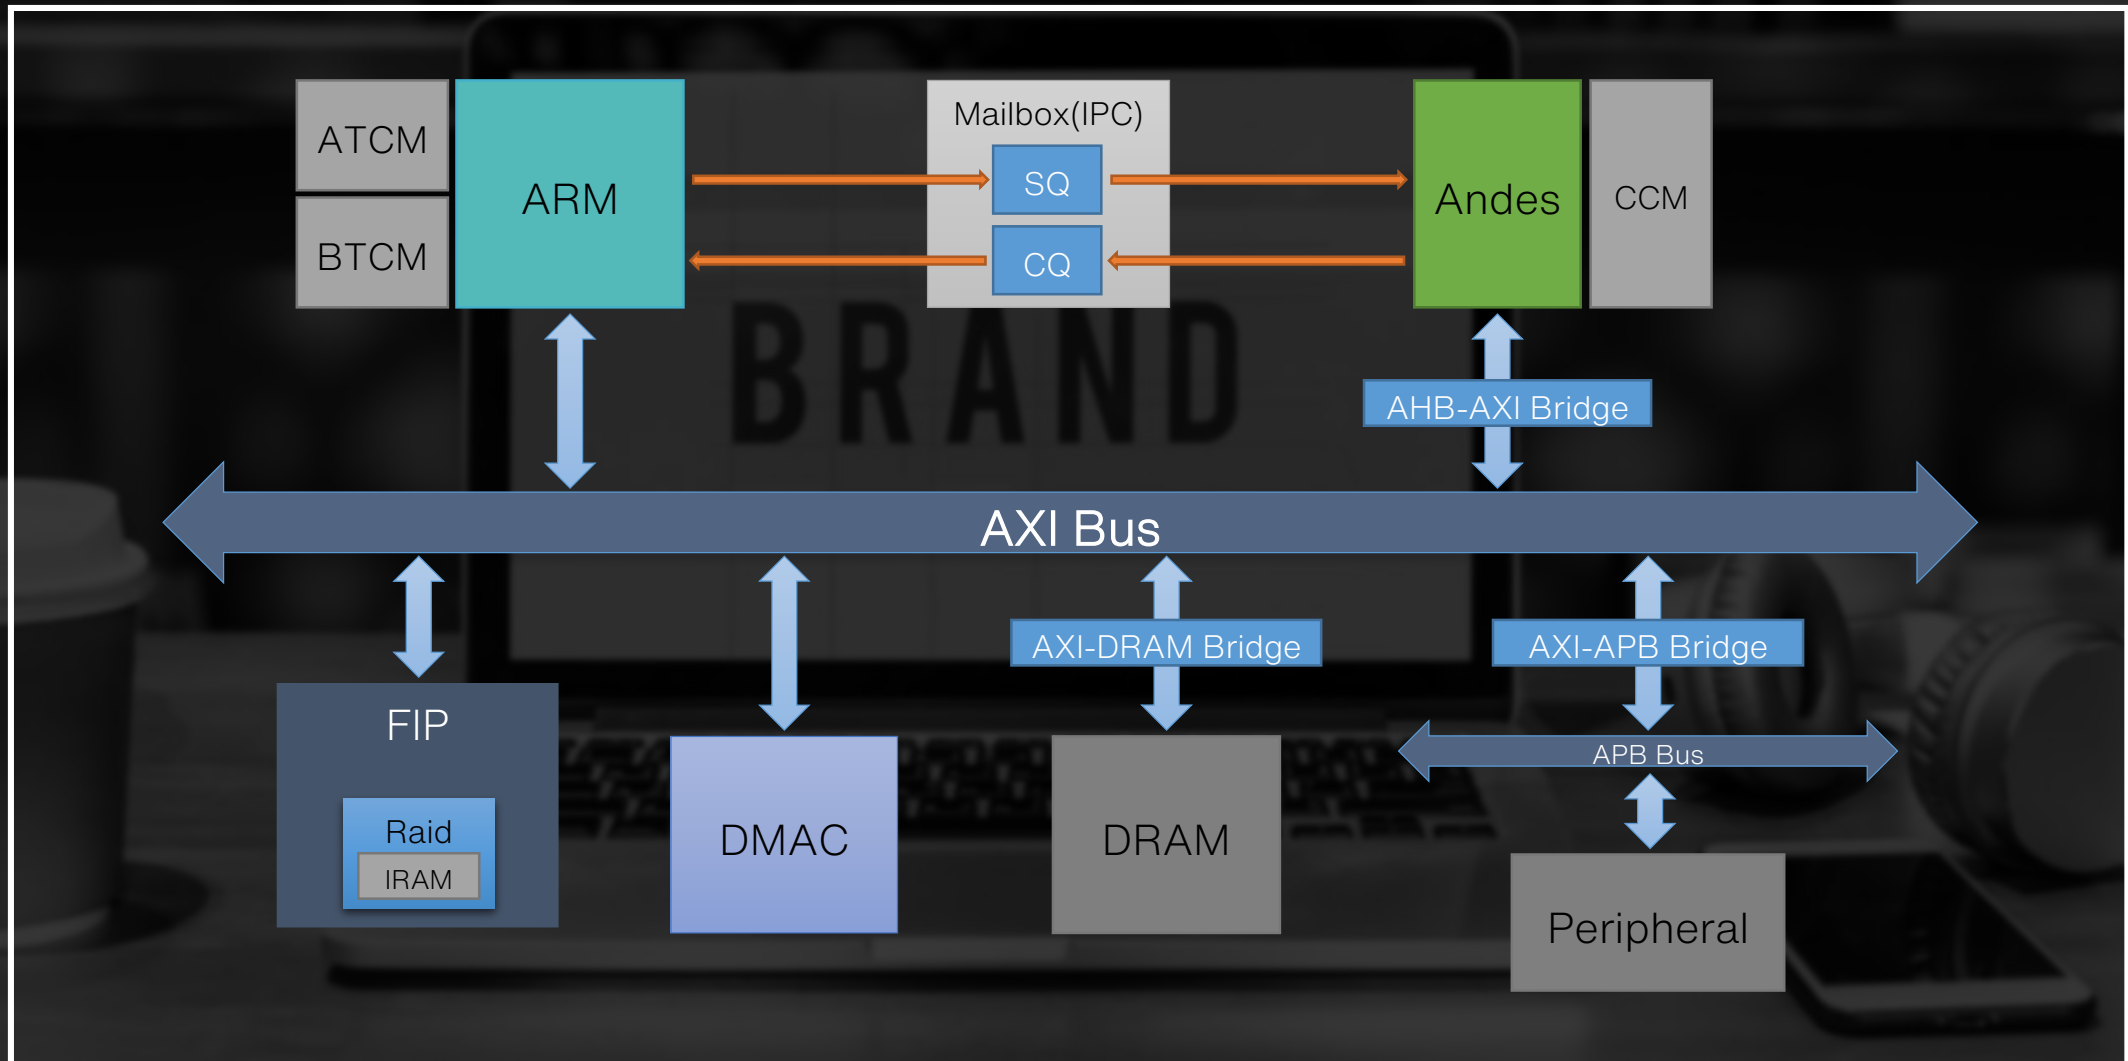 ATCM
BTCM
ARM
Mailbox(IPC)
SQ
CQ
Andes
CCM
BRAND
AHB-AXI Bridge
AXI Bus
AXI-DRAM Bridge
AXI-APB Bridge
FIP
Raid
IRAM
DMAC
DRAM
APB Bus
Peripheral